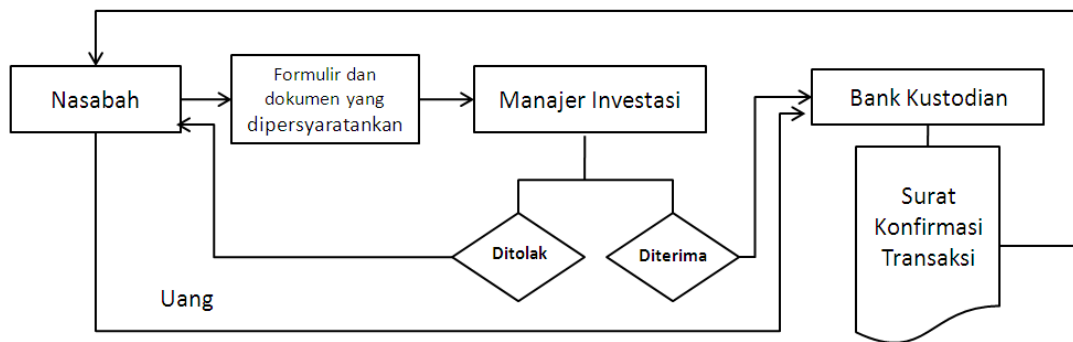 Nasabah
Formulir dan
dokumen yang
dipersyaratankan
Manajer Investasi
Bank Kustodian
Surat
Konfirmasi
Transaksi
Ditolak
Diterima
Uang